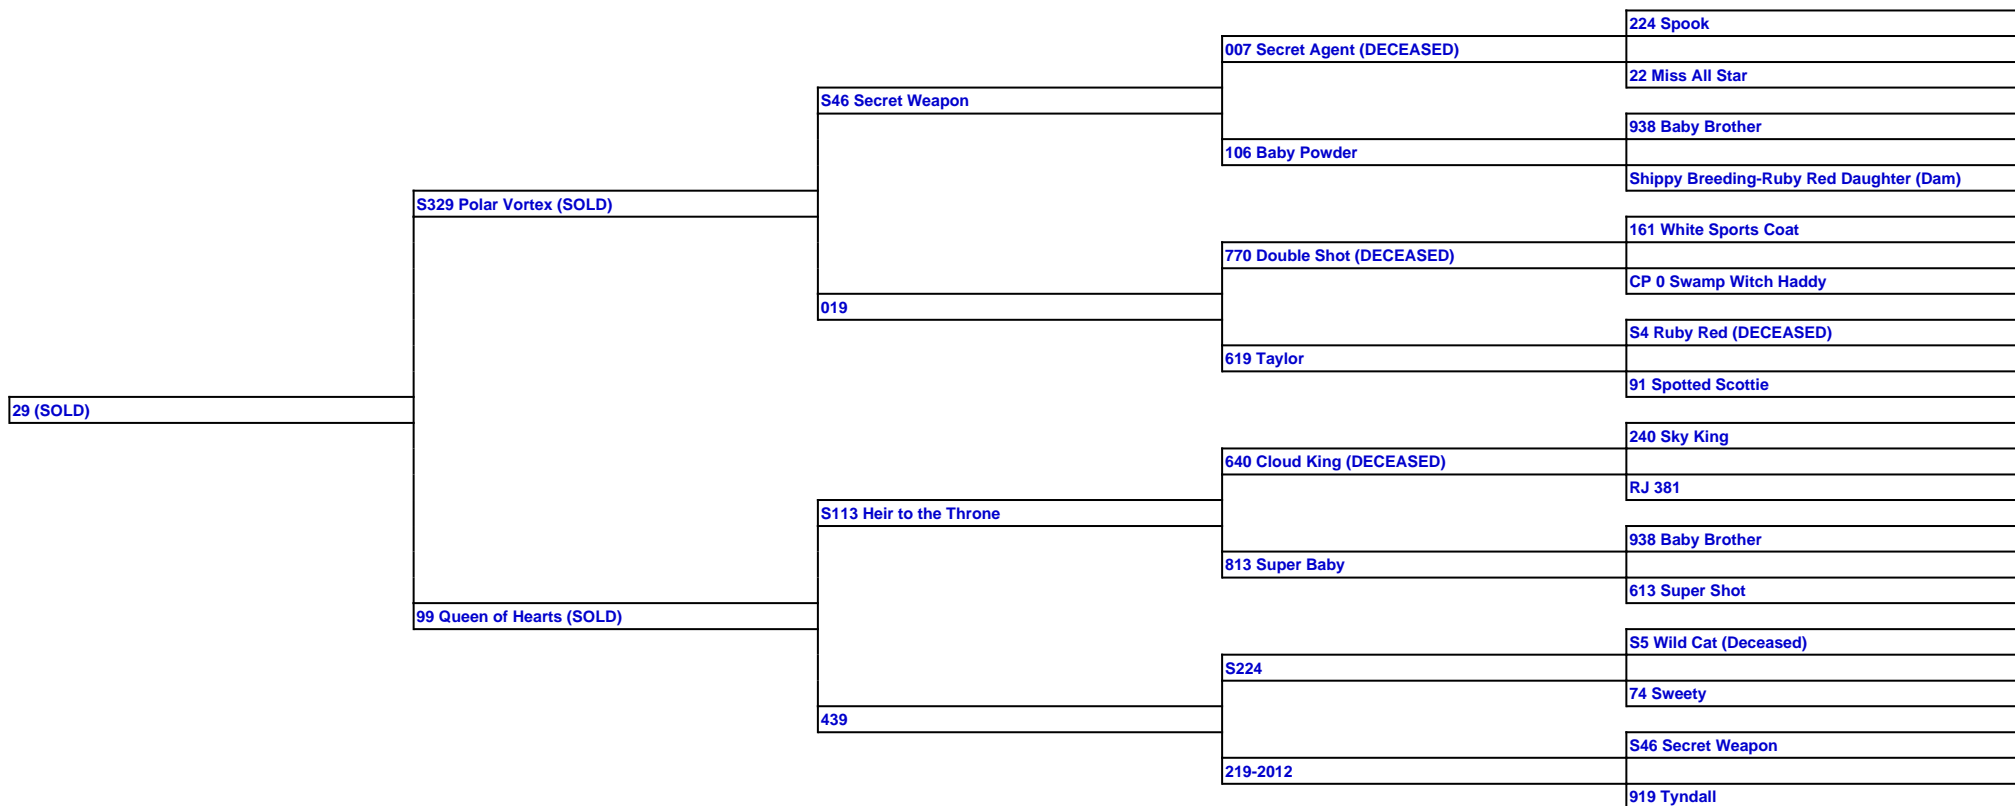 224 Spook
007 Secret Agent (DECEASED)
22 Miss All Star
S46 Secret Weapon
938 Baby Brother
106 Baby Powder
Shippy Breeding-Ruby Red Daughter (Dam)
S329 Polar Vortex (SOLD)
161 White Sports Coat
770 Double Shot (DECEASED)
CP 0 Swamp Witch Haddy
019
S4 Ruby Red (DECEASED)
619 Taylor
91 Spotted Scottie
29 (SOLD)
240 Sky King
640 Cloud King (DECEASED)
RJ 381
S113 Heir to the Throne
938 Baby Brother
813 Super Baby
613 Super Shot
99 Queen of Hearts (SOLD)
S5 Wild Cat (Deceased)
S224
74 Sweety
439
S46 Secret Weapon
219-2012
919 Tyndall